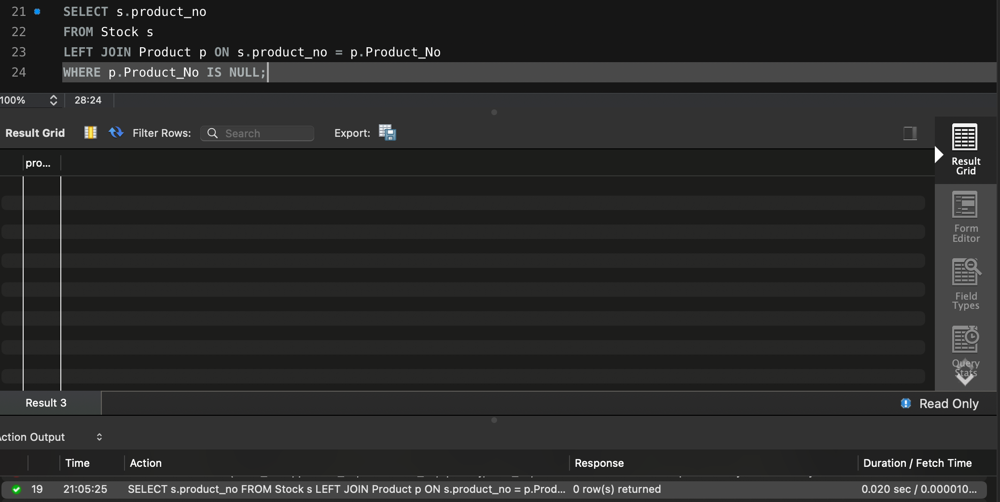 21 SELECT s.product_no
22 FROM Stock s
23 LEFT JOIN Product p ON s.product_no = p.Product_No
24 WHERE p.Product_No IS NULL;
100% 28:24
Result Grid Filter Rows: Search Export:
pro...
Result
Grid
Form
Editor
Field
Types
Query
Stats
Result 3 Read Only
ction Output
Time Action Response Duration / Fetch Time
19 21:05:25 SELECT s.product_no FROM Stock s LEFT JOIN Product p ON s.product_no = p.Prod... 0 row(s) returned 0.020 sec / 0.000010...